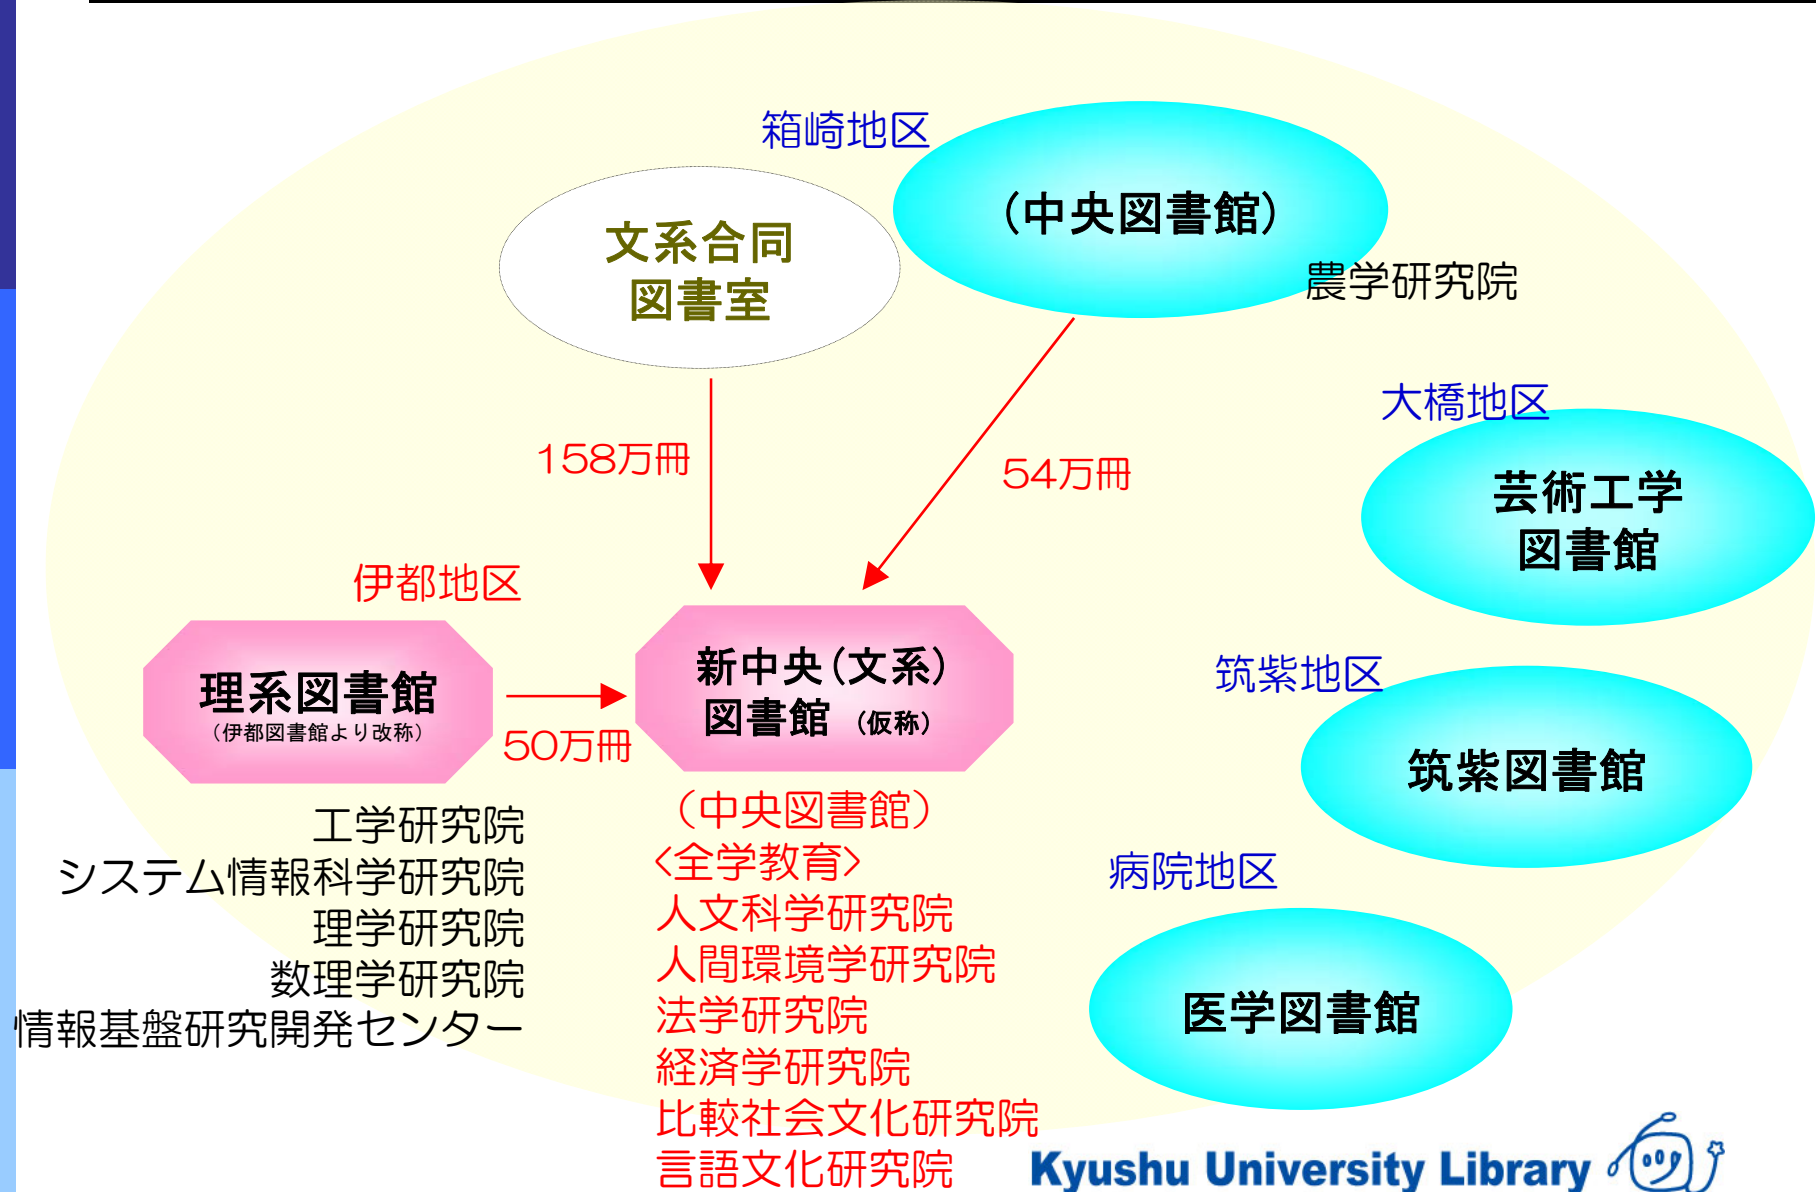 箱崎地区
(中央図書館)
文系合同
図書室
農学研究院
大橋地区
158万冊
54万冊
芸術工学
図書館
伊都地区
理系図書館
(伊都図書館より改称)
50万冊
新中央(文系)
図書館 (仮称)
筑紫地区
筑紫図書館
工学研究院
システム情報科学研究院
理学研究院
数理学研究院
情報基盤研究開発センター
(中央図書館)
<全学教育>
人文科学研究院
人間環境学研究院
法学研究院
経済学研究院
比較社会文化研究院
言語文化研究院
病院地区
医学図書館
Kyushu University Library